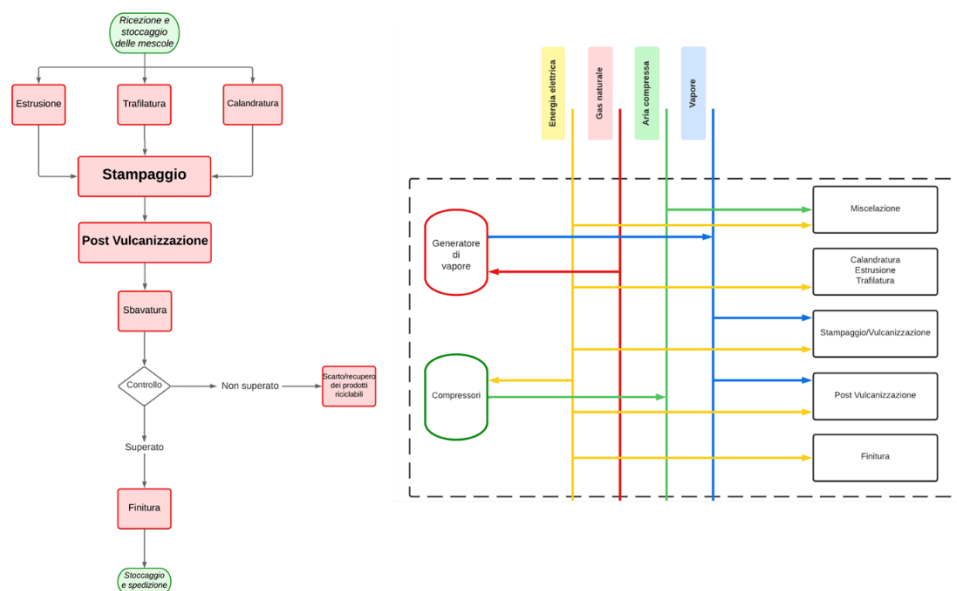 Ricezione e
stoccaggio
delle mescole
Estrusione
Trafilatura
Calandratura
Stampaggio
Post Vulcanizzazione
Sbavatura
Controllo
Non superato
Scarto/recupero
dei prodotti
riciclabili
Superato
Finitura
Stoccaggio
e spedizione
Energia elettrica
Gas naturale
Aria compressa
Vapore
Generatore
di
vapore
Compressori
Miscelazione
Calandratura
Estrusione
Trafilatura
Stampaggio/Vulcanizzazione
Post Vulcanizzazione
Finitura